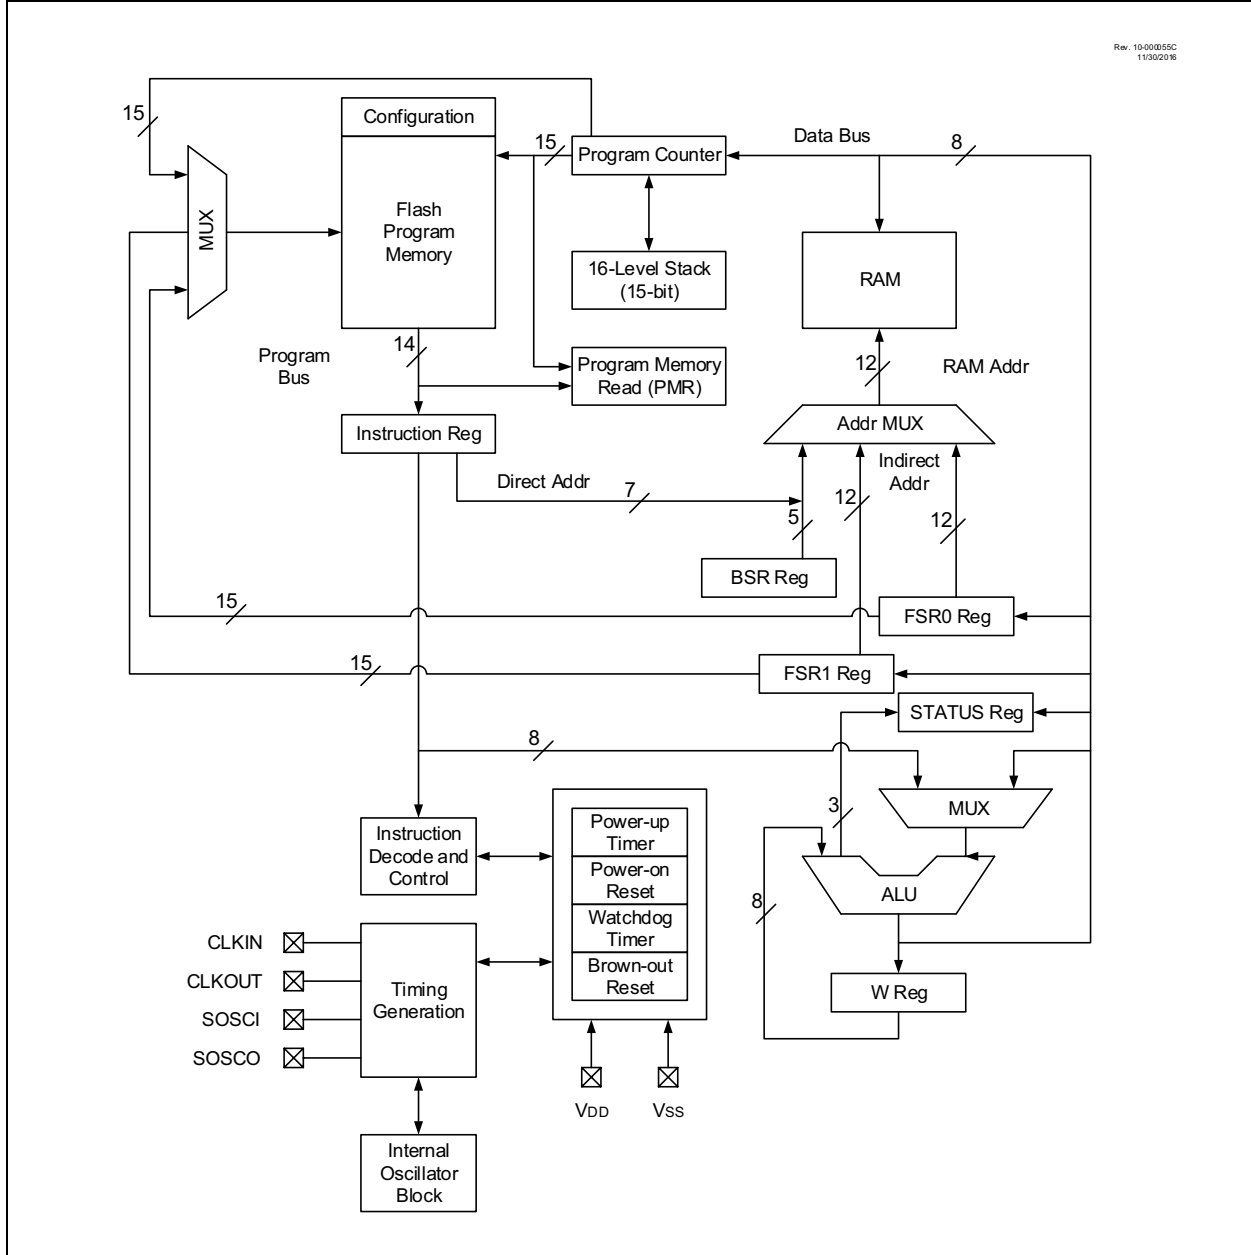 Rev. 10-000055C
11/30/2016
15
Configuration
15
Program Counter
Data Bus
8
MUX
Flash
Program
Memory
16-Level Stack
(15-bit)
RAM
14
Program
Bus
Program Memory
Read (PMR)
12
RAM Addr
Instruction Reg
Addr MUX
Direct Addr
7
Indirect
Addr
5
12
12
BSR Reg
15
FSR0 Reg
15
FSR1 Reg
STATUS Reg
8
3
MUX
Instruction
Decode and
Control
Power-up
Timer
Power-on
Reset
Watchdog
Timer
Brown-out
Reset
8
ALU
W Reg
CLKIN
CLKOUT
SOSCI
SOSCO
Timing
Generation
VDD
VSS
Internal
Oscillator
Block